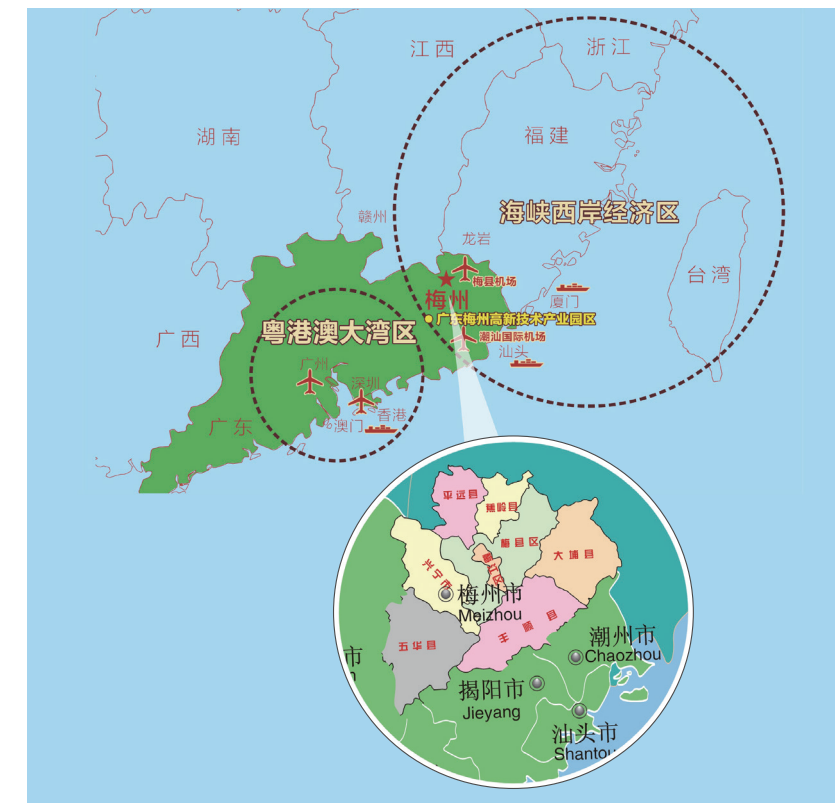 江西
浙江
湖南
福建
海峡西岸经济区
赣州
龙岩
台湾
梅县机场
梅州
厦门
广东梅州高新技术产业园区
粤港澳大湾区
广西
潮汕国际机场
汕头
广州
深圳
香港
广东
澳门
平远县
蕉岭县
梅县区
大埔县
兴宁市
梅江区
梅州市
Meizhou
丰顺县
五华县
潮州市
Chaozhou
市
揭阳市
Jieyang
汕头市
Shantou